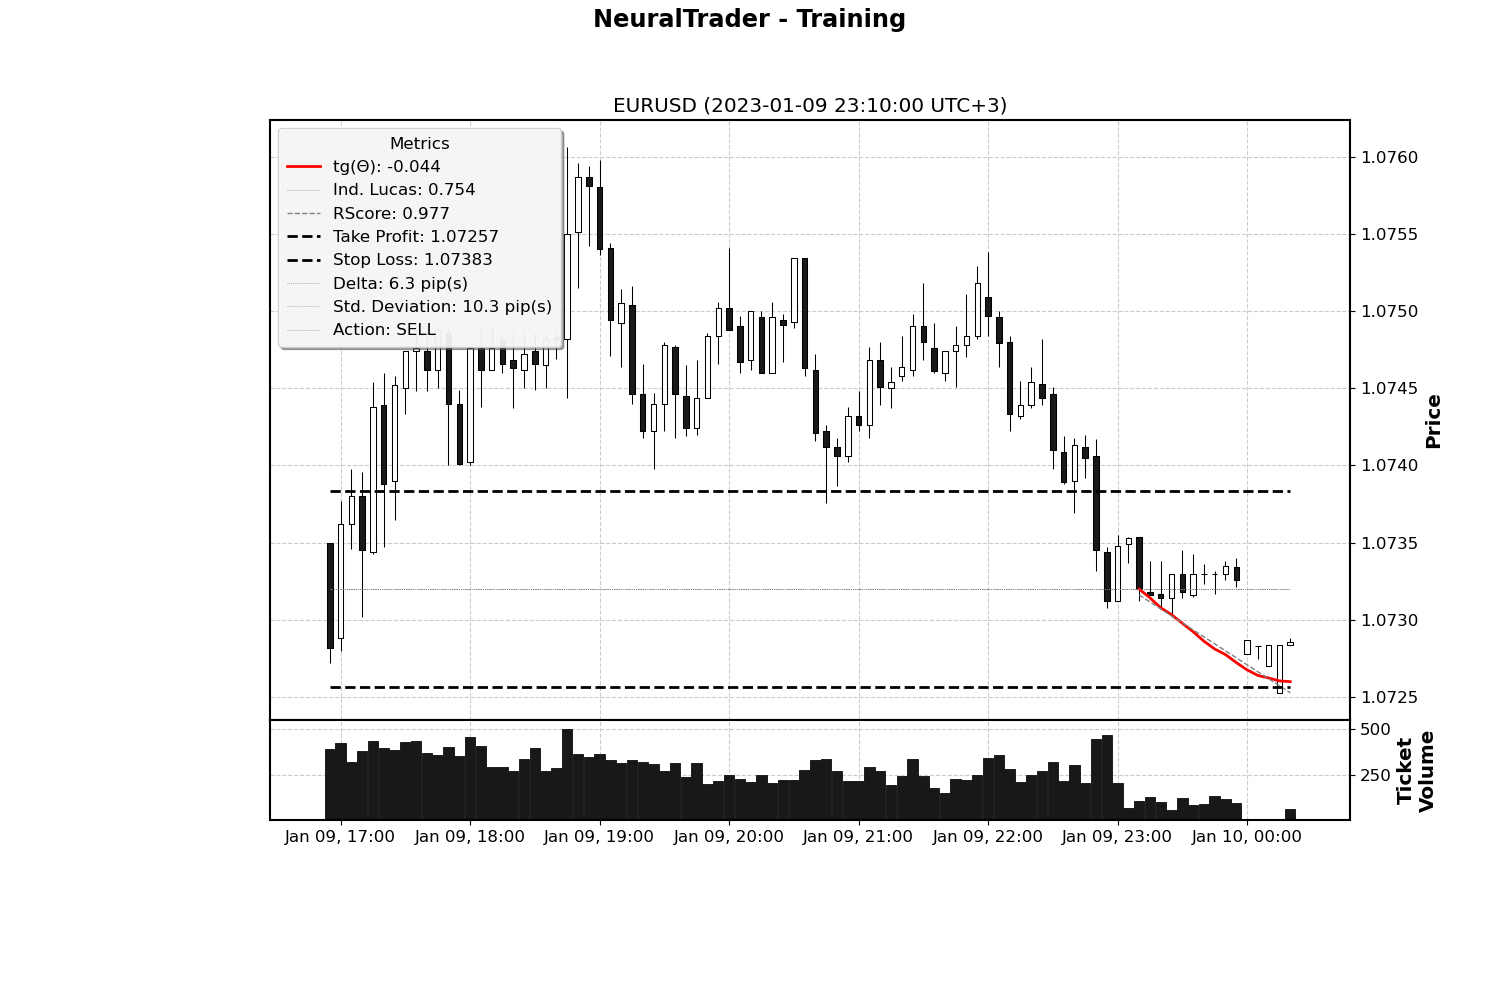 NeuralTrader - Training
EURUSD (2023-01-09 23:10:00 UTC+3)
Metrics
tg(Θ): -0.044
Ind. Lucas: 0.754
RScore: 0.977
Take Profit: 1.07257
Stop Loss: 1.07383
Delta: 6.3 pip(s)
Std. Deviation: 10.3 pip(s)
Action: SELL
1.0760
1.0755
1.0750
1.0745
1.0740
1.0735
1.0730
1.0725
Price
500
250
Ticket
Volume
Jan 09, 17:00
Jan 09, 18:00
Jan 09, 19:00
Jan 09, 20:00
Jan 09, 21:00
Jan 09, 22:00
Jan 09, 23:00
Jan 10, 00:00